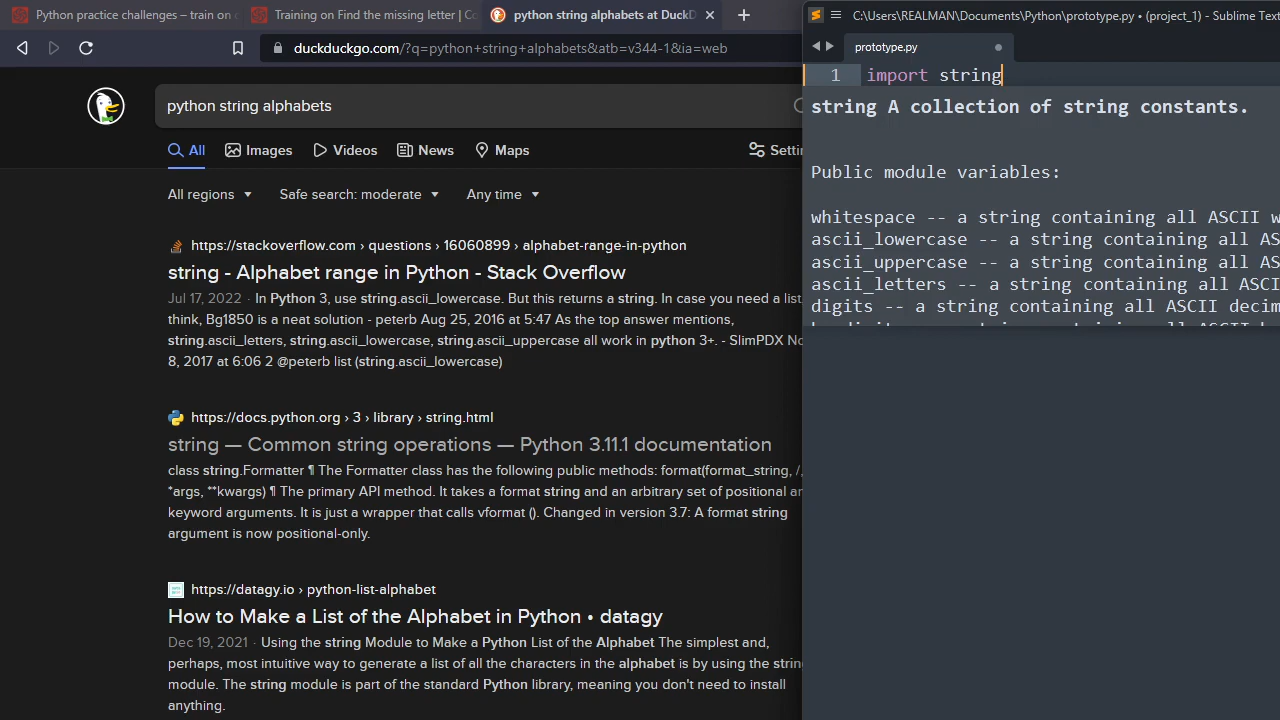 Python practice challenges – train on c
Training on Find the missing letter | Co
python string alphabets at DuckD
duckduckgo.com/?q=python+string+alphabets&atb=v344-1&ia=web
python string alphabets
All
Images
Videos
News
Maps
Settin
All regions
Safe search: moderate
Any time
https://stackoverflow.com › questions › 16060899 › alphabet-range-in-python
string - Alphabet range in Python - Stack Overflow
Jul 17, 2022 · In Python 3, use string.ascii_lowercase. But this returns a string. In case you need a list
think, Bg1850 is a neat solution - peterb Aug 25, 2016 at 5:47 As the top answer mentions,
string.ascii_letters, string.ascii_lowercase, string.ascii_uppercase all work in python 3+. - SlimPDX No
8, 2017 at 6:06 2 @peterb list (string.ascii_lowercase)
https://docs.python.org › 3 › library › string.html
string — Common string operations — Python 3.11.1 documentation
class string.Formatter ¶ The Formatter class has the following public methods: format(format_string, /,
*args, **kwargs) ¶ The primary API method. It takes a format string and an arbitrary set of positional an
keyword arguments. It is just a wrapper that calls vformat (). Changed in version 3.7: A format string
argument is now positional-only.
https://datagy.io › python-list-alphabet
How to Make a List of the Alphabet in Python • datagy
Dec 19, 2021 · Using the string Module to Make a Python List of the Alphabet The simplest and,
perhaps, most intuitive way to generate a list of all the characters in the alphabet is by using the string
module. The string module is part of the standard Python library, meaning you don't need to install
anything.
C:\Users\REALMAN\Documents\Python\prototype.py • (project_1) - Sublime Text
prototype.py
1 import string
string A collection of string constants.
Public module variables:
whitespace -- a string containing all ASCII w
ascii_lowercase -- a string containing all AS
ascii_uppercase -- a string containing all AS
ascii_letters -- a string containing all ASCI
digits -- a string containing all ASCII decim